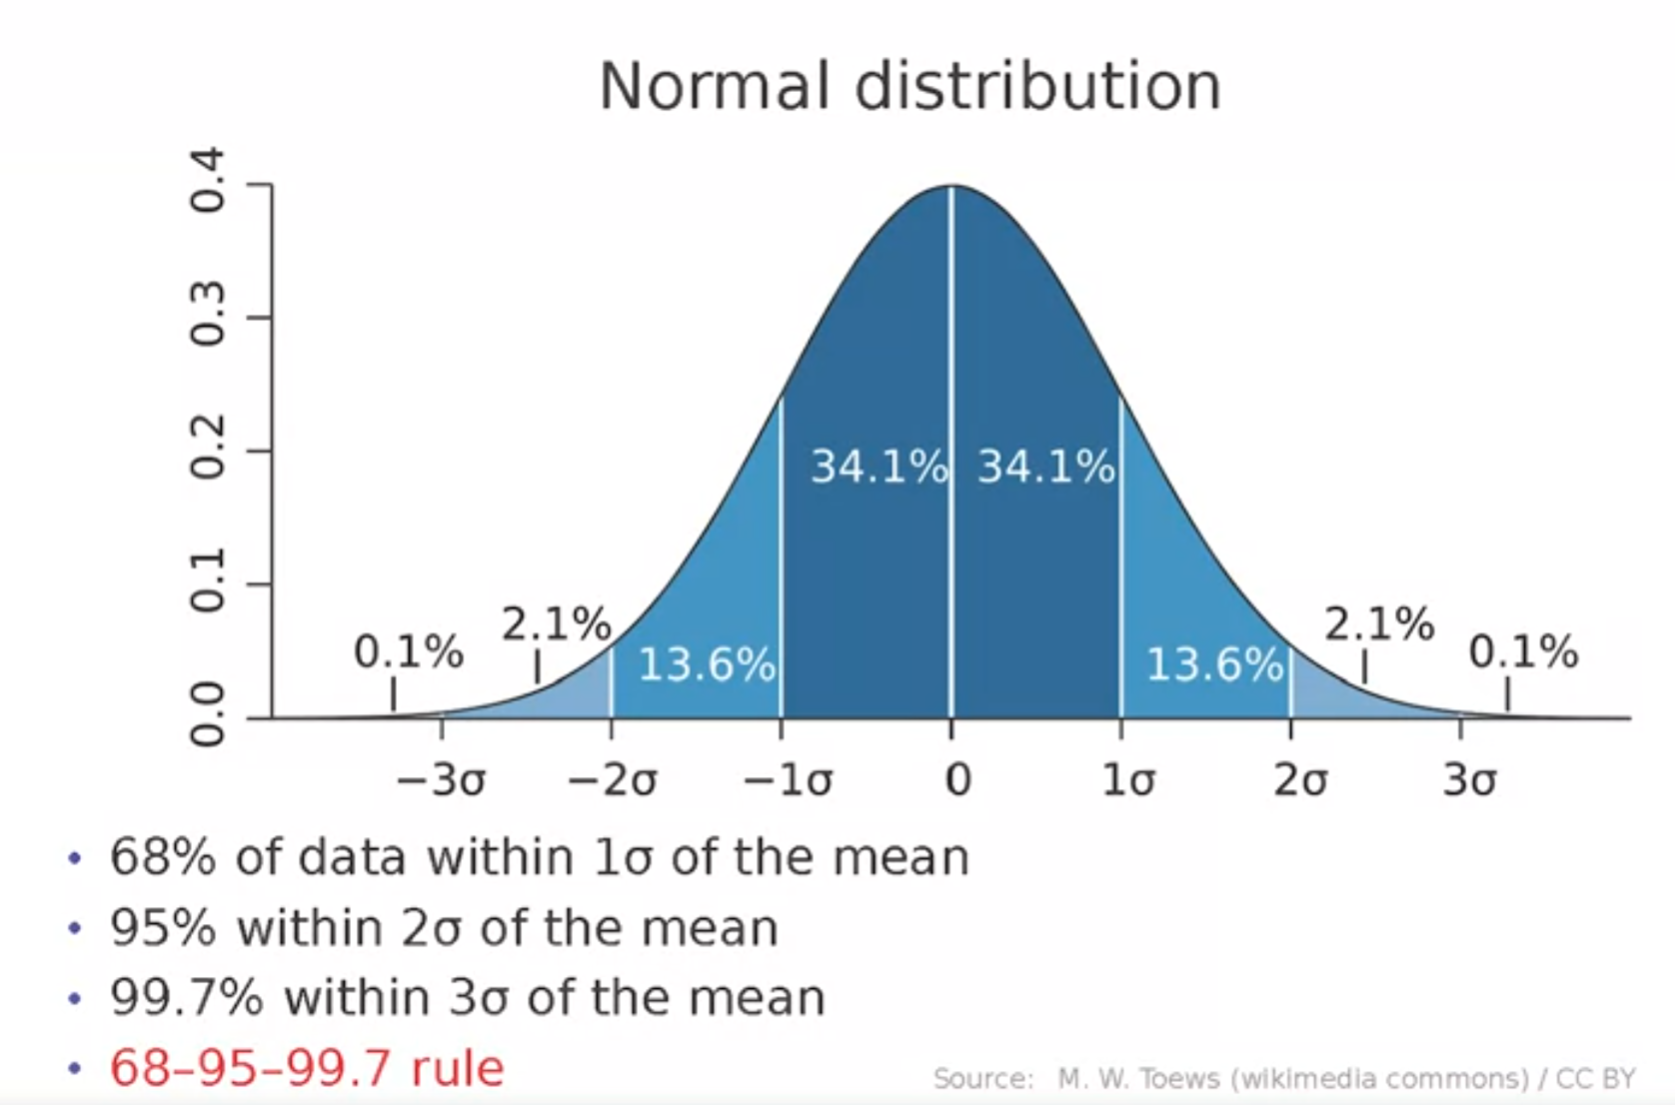 Normal distribution
0.4
0.3
0.2
0.1
0.0
34.1% 34.1%
0.1% 2.1% 13.6% 13.6% 2.1% 0.1%
−3σ −2σ −1σ 0 1σ 2σ 3σ
• 68% of data within 1σ of the mean
• 95% within 2σ of the mean
• 99.7% within 3σ of the mean
• 68–95–99.7 rule
Source: M. W. Toews (wikimedia commons) / CC BY